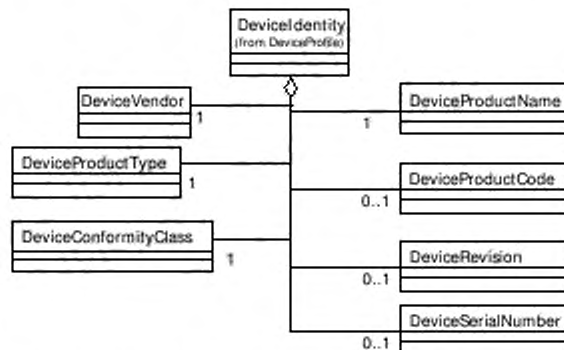 DeviceIdentity
(from DeviceProfile)
DeviceVendor
1
DeviceProductName
1
DeviceProductType
1
DeviceProductCode
0..1
DeviceConformityClass
1
DeviceRevision
0..1
DeviceSerialNumber
0..1